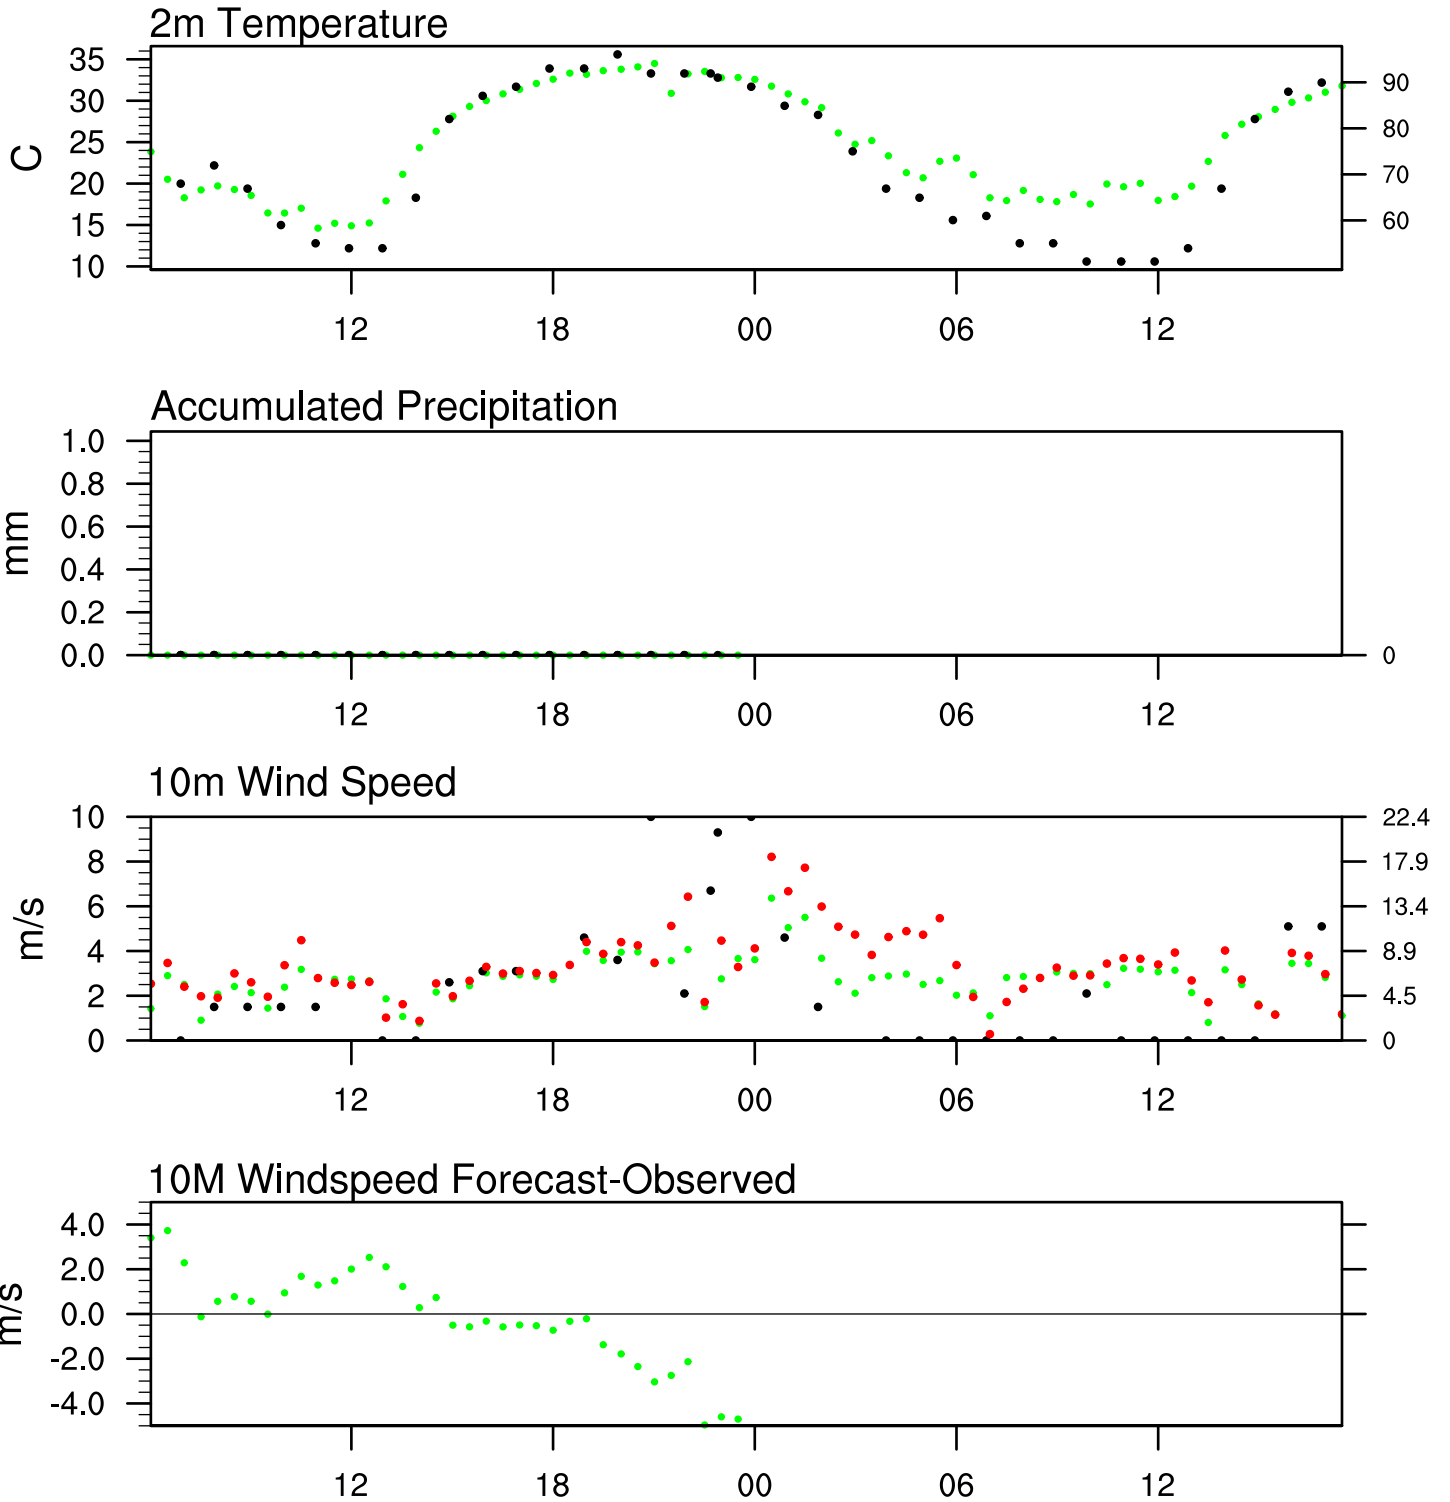 2m Temperature
35
30
25
20
15
10
C
90
80
70
60
12 18 00 06 12
Accumulated Precipitation
1.0
0.8
0.6
0.4
0.2
0.0
mm
0
12 18 00 06 12
10m Wind Speed
10
8
6
4
2
0
m/s
22.4
17.9
13.4
8.9
4.5
0
12 18 00 06 12
10M Windspeed Forecast-Observed
4.0
2.0
0.0
-2.0
-4.0
m/s
12 18 00 06 12